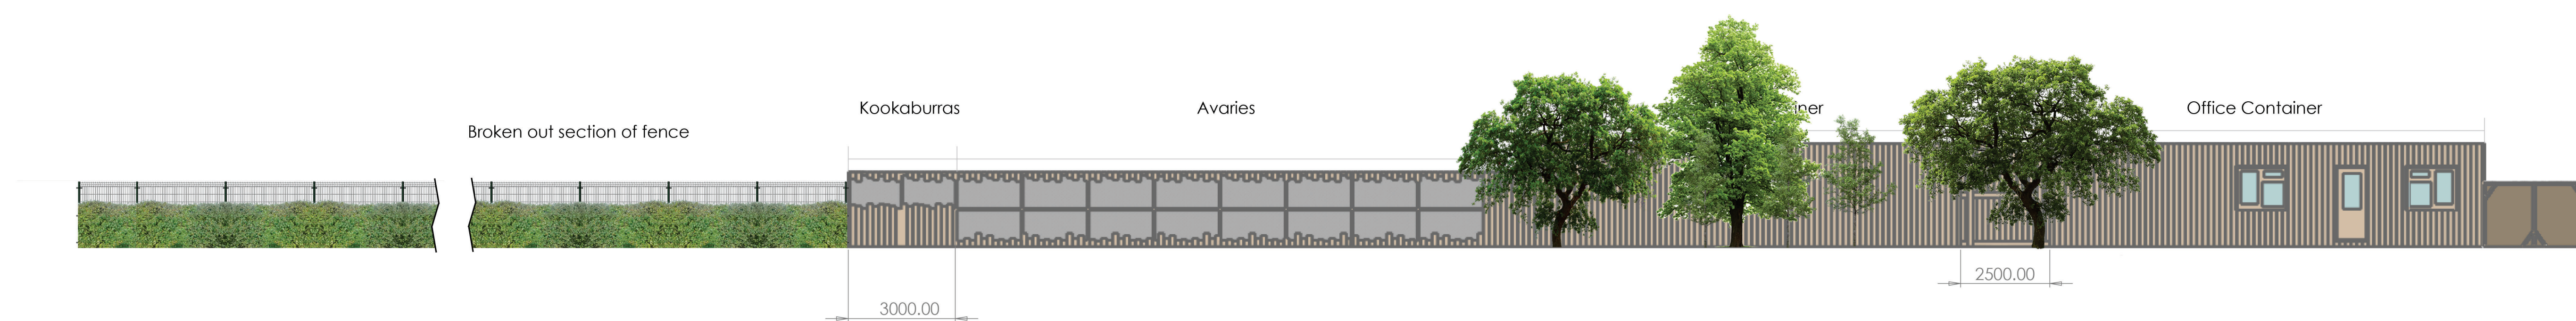 Broken out section of fence
Kookaburras
Avaries
Office Container
3000.00
2500.00